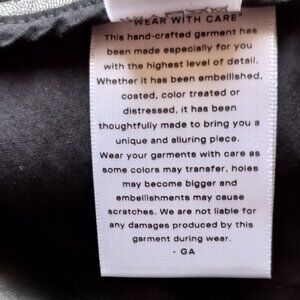 "WEAR WITH CARE"
This hand-crafted garment has
been made especially for you
with the highest level of detail.
Whether it has been embellished,
coated, color treated or
distressed, it has been
thoughtfully made to bring you a
unique and alluring piece.
Wear your garments with care as
some colors may transfer, holes
may become bigger and
embellishments may cause
scratches. We are not liable for
any damages produced by this
garment during wear.
- GA